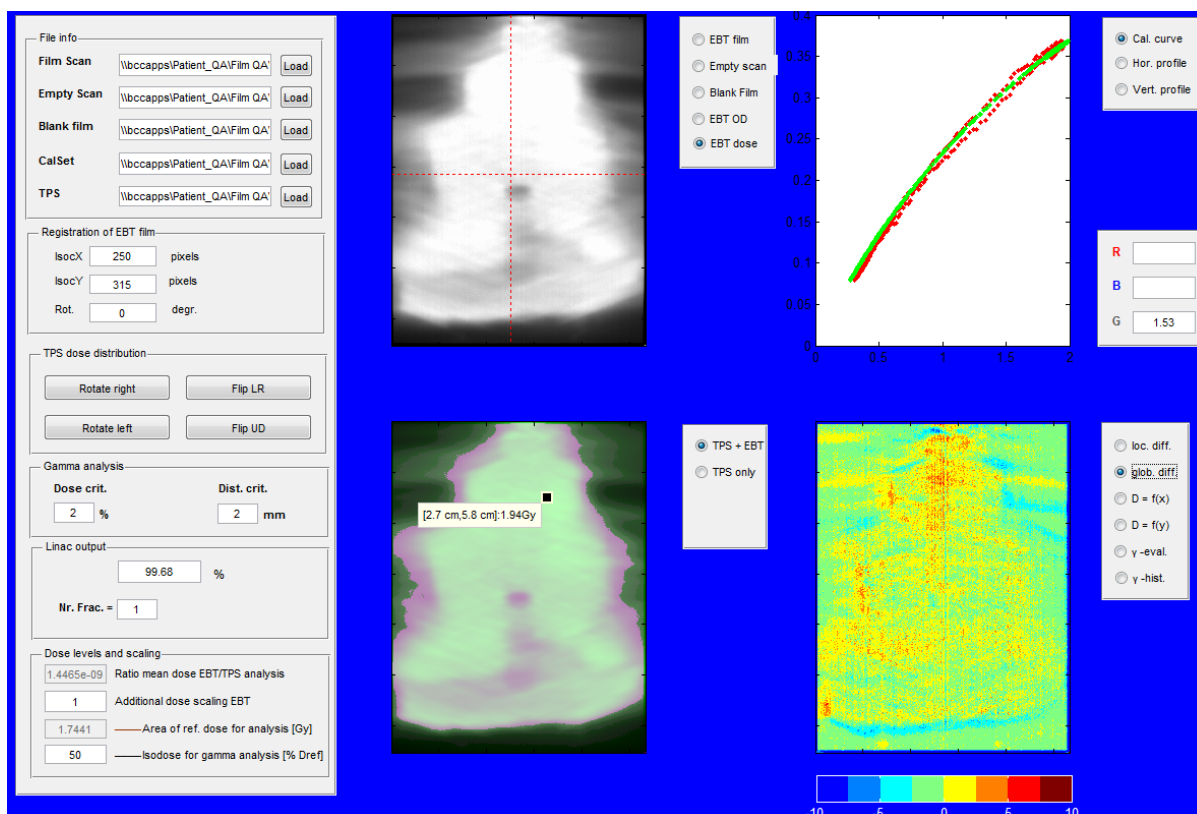 File info
Film Scan \\bccapps\Patient_QA\Film QA' Load
Empty Scan \\bccapps\Patient_QA\Film QA' Load
Blank film \\bccapps\Patient_QA\Film QA' Load
CalSet \\bccapps\Patient_QA\Film QA' Load
TPS \\bccapps\Patient_QA\Film QA' Load
Registration of EBT film
IsocX 250 pixels
IsocY 315 pixels
Rot. 0 degr.
TPS dose distribution
Rotate right Flip LR
Rotate left Flip UD
Gamma analysis
Dose crit. Dist. crit.
2 % 2 mm
Linac output
99.68 %
Nr. Frac. = 1
Dose levels and scaling
1.4465e-09 Ratio mean dose EBT/TPS analysis
1 Additional dose scaling EBT
1.7441 Area of ref. dose for analysis [Gy]
50 Isodose for gamma analysis [% Dref]
EBT film
Empty scan
Blank Film
EBT OD
EBT dose
0.4
0.35
0.3
0.25
0.2
0.15
0.1
0.05
0
0 0.5 1 1.5 2
Cal. curve
Hor. profile
Vert. profile
R
B
G 1.53
[2.7 cm,5.8 cm]:1.94Gy
TPS + EBT
TPS only
loc. diff.
glob. diff.
D = f(x)
D = f(y)
γ -eval.
γ -hist.
10 5 0 5 10